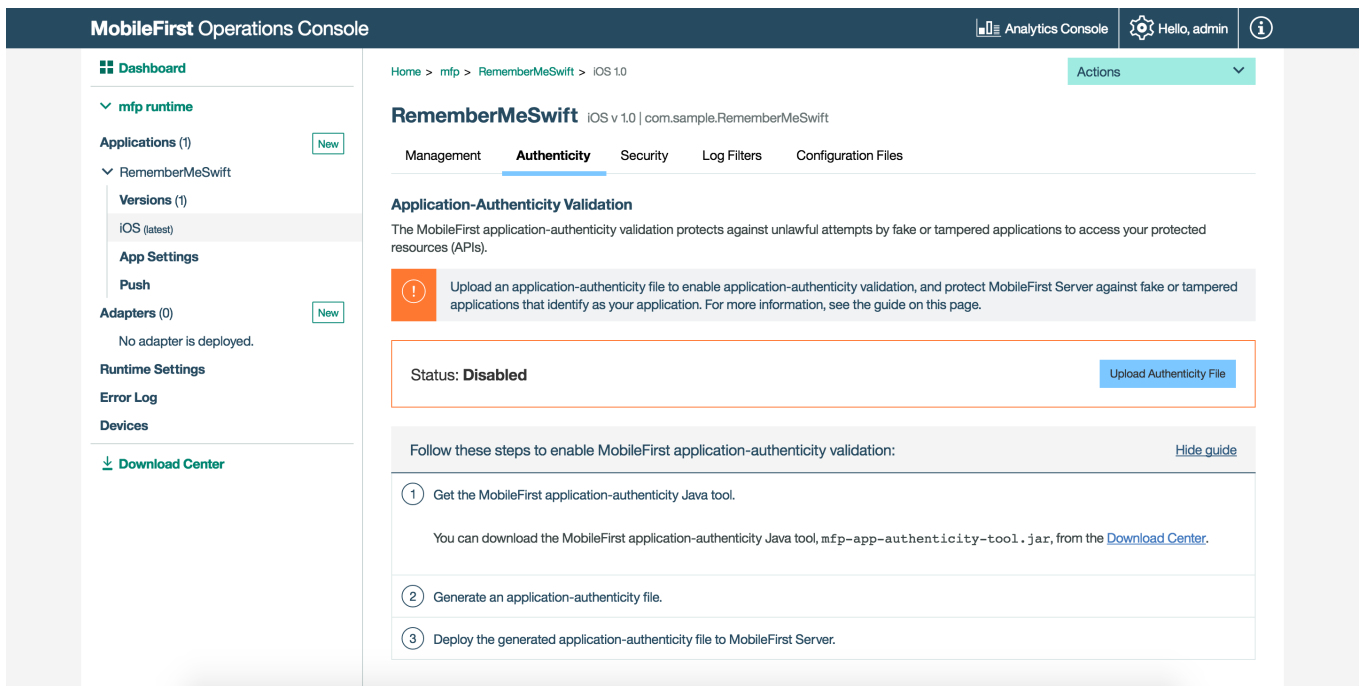 MobileFirst Operations Console
Analytics Console
Hello, admin
Dashboard
mfp runtime
Applications (1)
New
RememberMeSwift
Versions (1)
iOS (latest)
App Settings
Push
Adapters (0)
New
No adapter is deployed.
Runtime Settings
Error Log
Devices
Download Center
Home > mfp > RememberMeSwift > iOS 1.0
Actions
RememberMeSwift iOS v 1.0 | com.sample.RememberMeSwift
Management Authenticity Security Log Filters Configuration Files
Application-Authenticity Validation
The MobileFirst application-authenticity validation protects against unlawful attempts by fake or tampered applications to access your protected
resources (APIs).
Upload an application-authenticity file to enable application-authenticity validation, and protect MobileFirst Server against fake or tampered
applications that identify as your application. For more information, see the guide on this page.
Status: Disabled
Upload Authenticity File
Follow these steps to enable MobileFirst application-authenticity validation:
Hide guide
1 Get the MobileFirst application-authenticity Java tool.
You can download the MobileFirst application-authenticity Java tool, mfp-app-authenticity-tool.jar, from the Download Center.
2 Generate an application-authenticity file.
3 Deploy the generated application-authenticity file to MobileFirst Server.